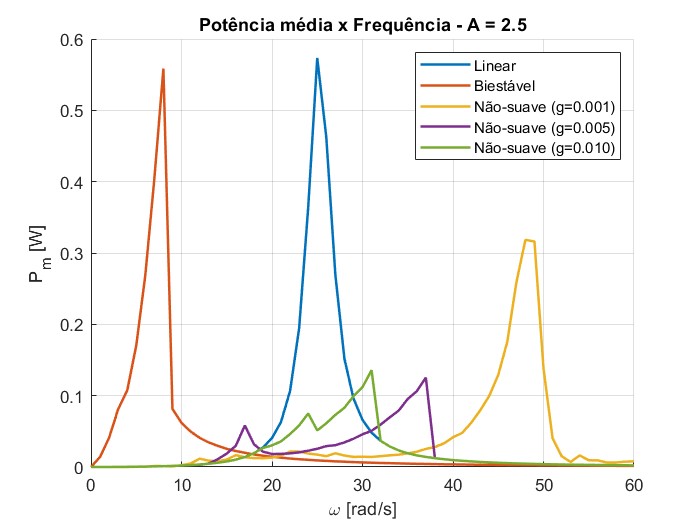 Potência média x Frequência - A = 2.5
0.6
0.5
0.4
0.3
0.2
0.1
0
P_m [W]
Linear
Biestável
Não-suave (g=0.001)
Não-suave (g=0.005)
Não-suave (g=0.010)
0 10 20 30 40 50 60
ω [rad/s]